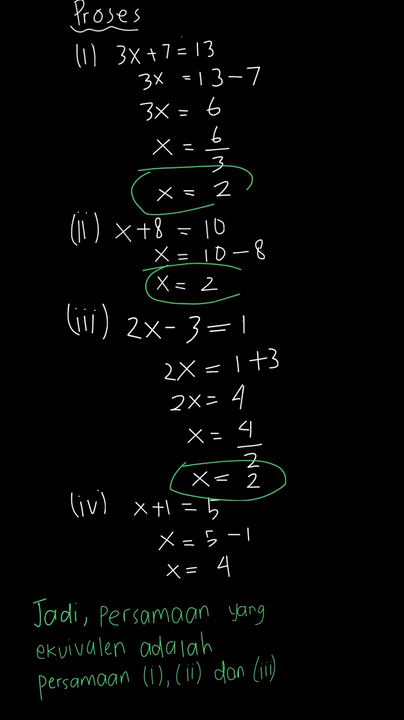 Proses
(i) 3x+7=13
3x = 13-7
3x = 6
x = 6/3
x = 2
(ii) x+8 = 10
x = 10-8
x = 2
(iii) 2x-3=1
2x = 1+3
2x = 4
x = 4/2
x = 2
(iv) x+1 = 5
x = 5-1
x = 4
Jadi, persamaan yang
ekuivalen adalah
persamaan (i), (ii) dan (iii)